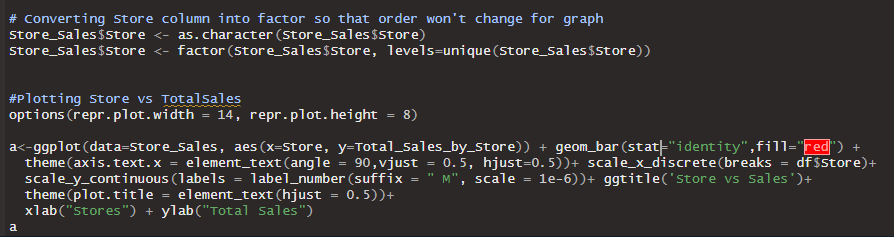 # Converting Store column into factor so that order won't change for graph
Store_Sales$Store <- as.character(Store_Sales$Store)
Store_Sales$Store <- factor(Store_Sales$Store, levels=unique(Store_Sales$Store))
#Plotting Store vs TotalSales
options(repr.plot.width = 14, repr.plot.height = 8)
a<-ggplot(data=Store_Sales, aes(x=Store, y=Total_Sales_by_Store)) + geom_bar(stat="identity",fill="red") +
  theme(axis.text.x = element_text(angle = 90,vjust = 0.5, hjust=0.5))+ scale_x_discrete(breaks = df$Store)+
  scale_y_continuous(labels = label_number(suffix = " M", scale = 1e-6))+ ggtitle('Store vs Sales')+
  theme(plot.title = element_text(hjust = 0.5))+
  xlab("Stores") + ylab("Total Sales")
a